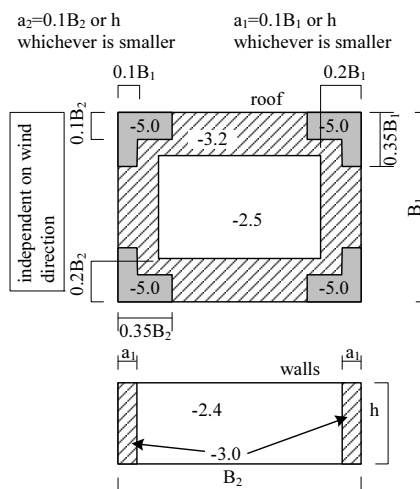 a₂=0.1B₂ or h
whichever is smaller
a₁=0.1B₁ or h
whichever is smaller
0.1B₁
0.2B₁
roof
0.1B₂
-5.0
-5.0
0.35B₁
-3.2
independent on wind
direction
-2.5
B₁
0.2B₂
-5.0
-5.0
0.35B₂
a₁
a₁
walls
-2.4
h
-3.0
B₂